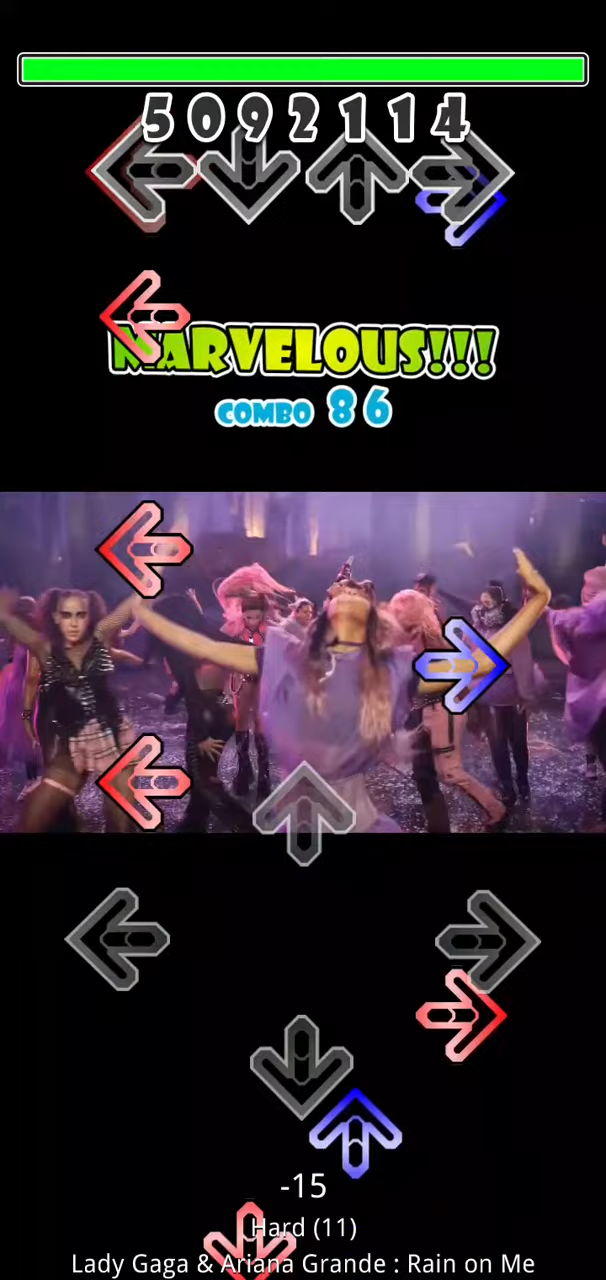 5092114
MARVELOUS!!!
COMBO 86
-15
Hard (11)
Lady Gaga & Ariana Grande : Rain on Me